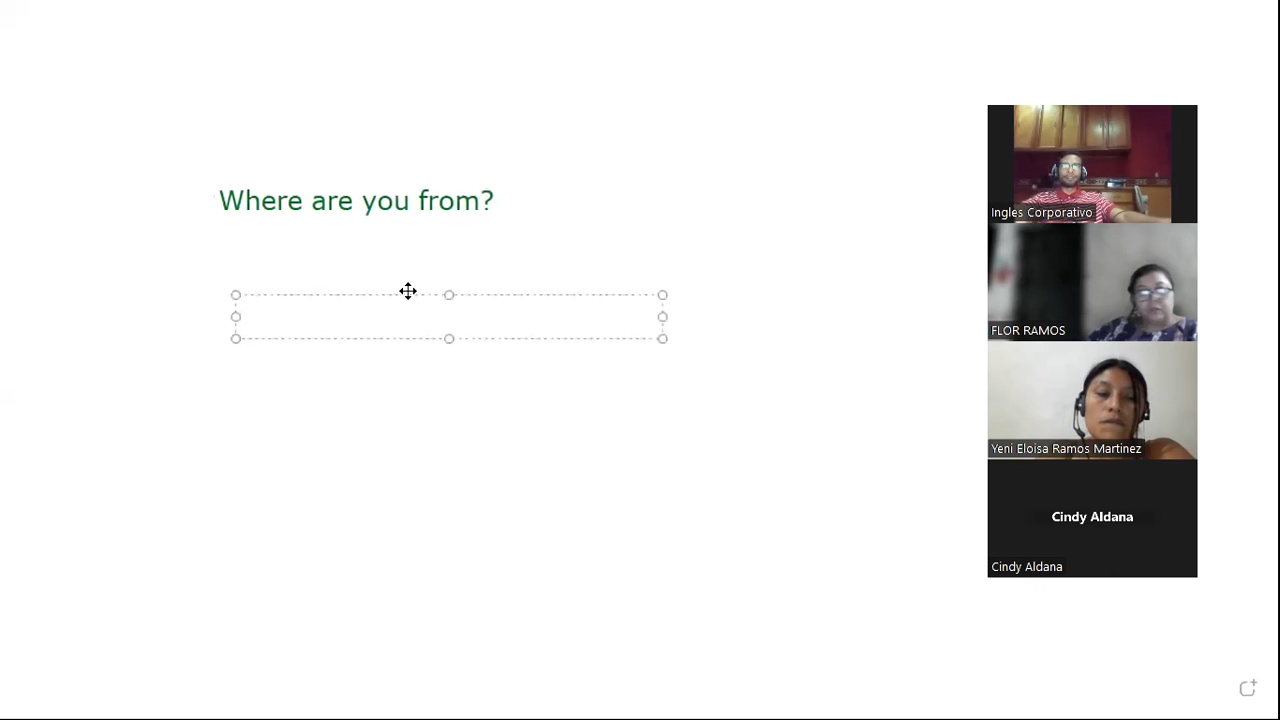 Where are you from?
Ingles Corporativo
FLOR RAMOS
Yeni Eloisa Ramos Martinez
Cindy Aldana
Cindy Aldana